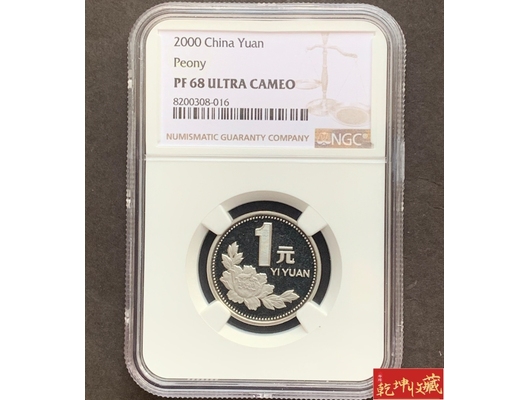 2000 China Yuan
Peony
PF 68 ULTRA CAMEO
8200308-016
NUMISMATIC GUARANTY COMPANY
NGC
1元
YI YUAN
乾坤收藏